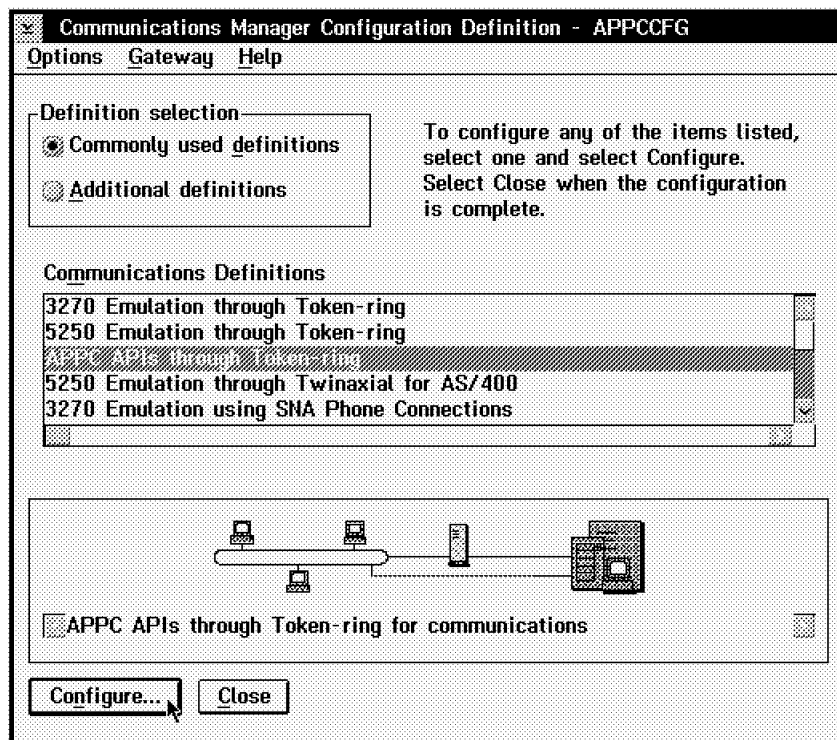 Communications Manager Configuration Definition - APPCCFG
Options Gateway Help
Definition selection
Commonly used definitions
Additional definitions
To configure any of the items listed,
select one and select Configure.
Select Close when the configuration
is complete.
Communications Definitions
3270 Emulation through Token-ring
5250 Emulation through Token-ring
APPC APIs through Token-ring
5250 Emulation through Twinaxial for AS/400
3270 Emulation using SNA Phone Connections
APPC APIs through Token-ring for communications
Configure... Close